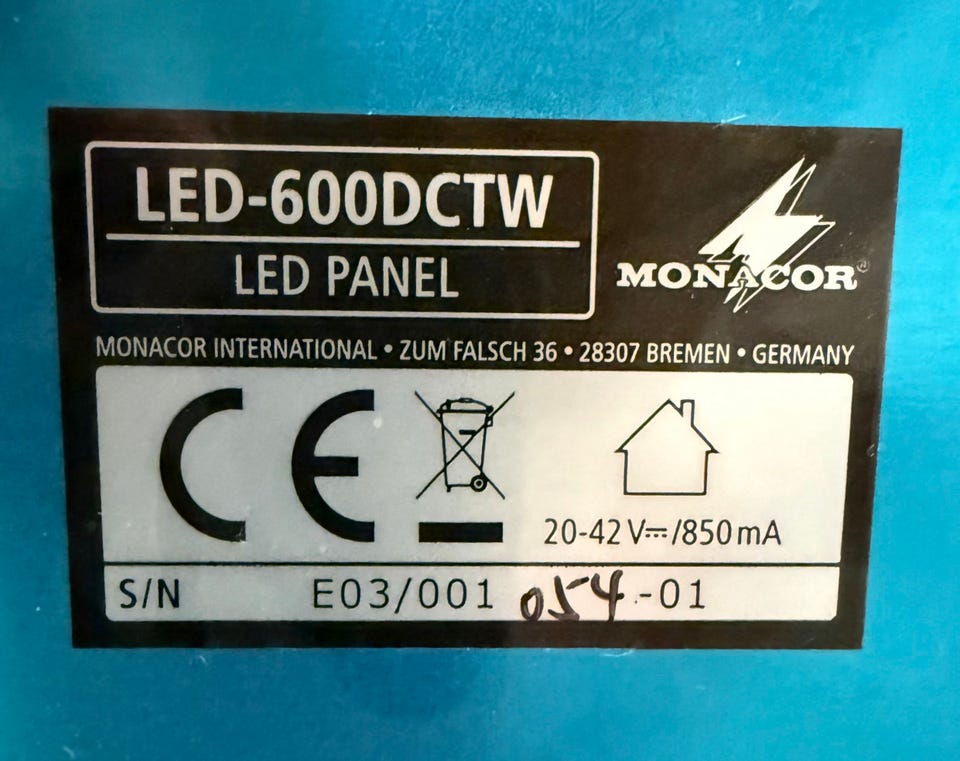 LED-600DCTW
LED PANEL
MONACOR®
MONACOR INTERNATIONAL • ZUM FALSCH 36 • 28307 BREMEN • GERMANY
CE
20-42 V⎓/850 mA
S/N E03/001 054-01